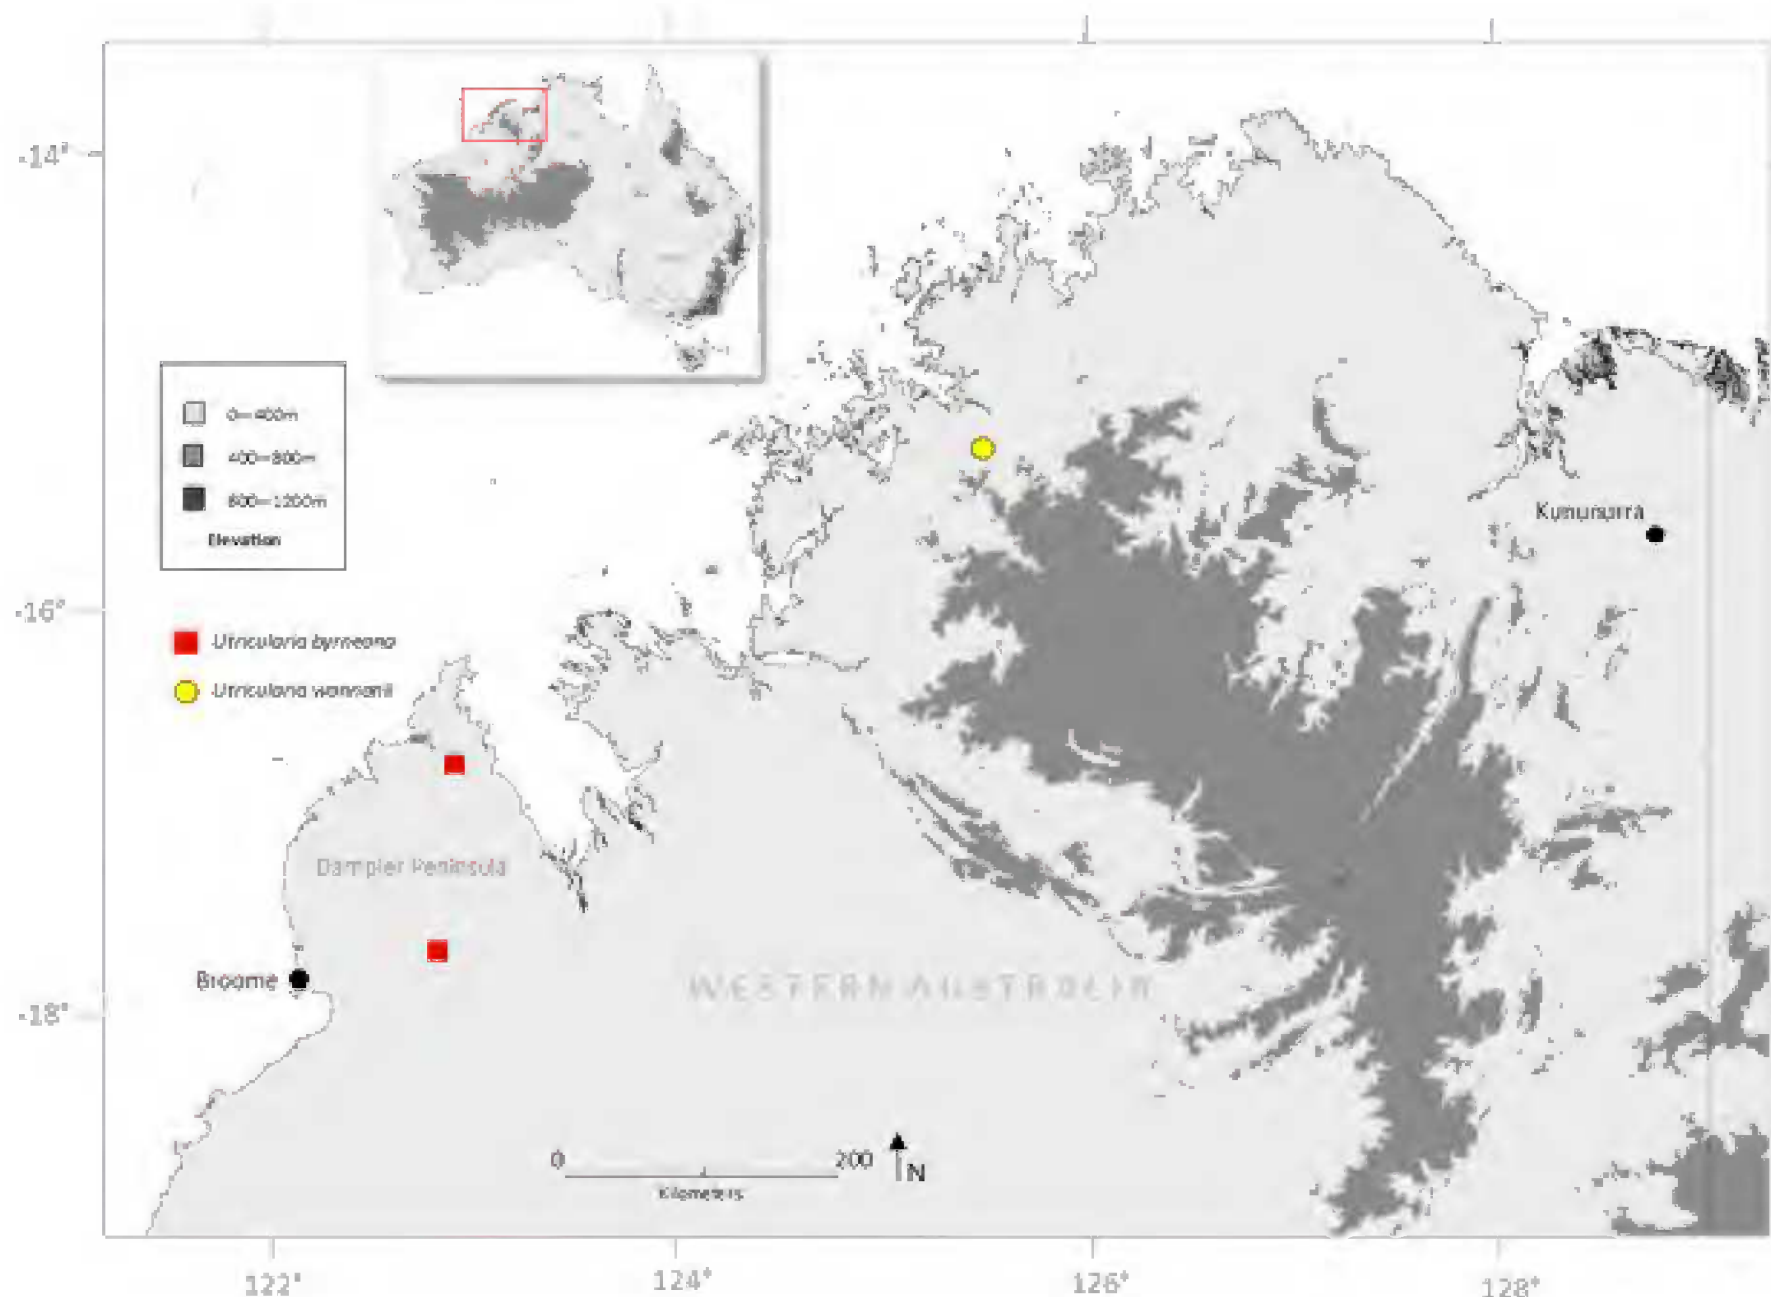 -14°
0—400m
400—800m
800—1200m
Elevation
Kununurra
-16°
Utricularia byrneana
Utricularia wannanii
Dampier Peninsula
Broome
WESTERN AUSTRALIA
-18°
0 200
N
Kilometers
122° 124° 126° 128°